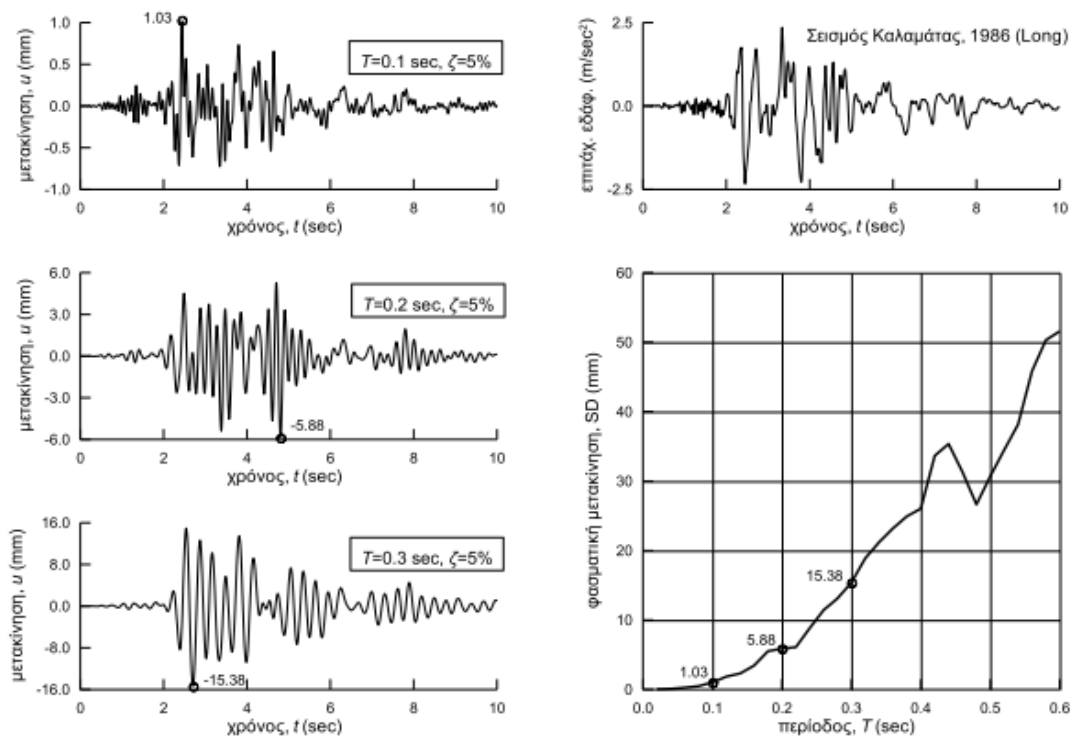 1.03
T=0.1 sec, ζ=5%
μετακίνηση, u (mm)
1.0
0.5
0.0
-0.5
-1.0
0 2 4 6 8 10
χρόνος, t (sec)
Σεισμός Καλαμάτας, 1986 (Long)
επιτάχ. εδάφ. (m/sec²)
2.5
0.0
-2.5
0 2 4 6 8 10
χρόνος, t (sec)
T=0.2 sec, ζ=5%
μετακίνηση, u (mm)
6.0
3.0
0.0
-3.0
-6.0
-5.88
0 2 4 6 8 10
χρόνος, t (sec)
T=0.3 sec, ζ=5%
μετακίνηση, u (mm)
16.0
8.0
0.0
-8.0
-16.0
-15.38
0 2 4 6 8 10
χρόνος, t (sec)
φασματική μετακίνηση, SD (mm)
60
50
40
30
20
10
0
15.38
5.88
1.03
0.0 0.1 0.2 0.3 0.4 0.5 0.6
περίοδος, T (sec)